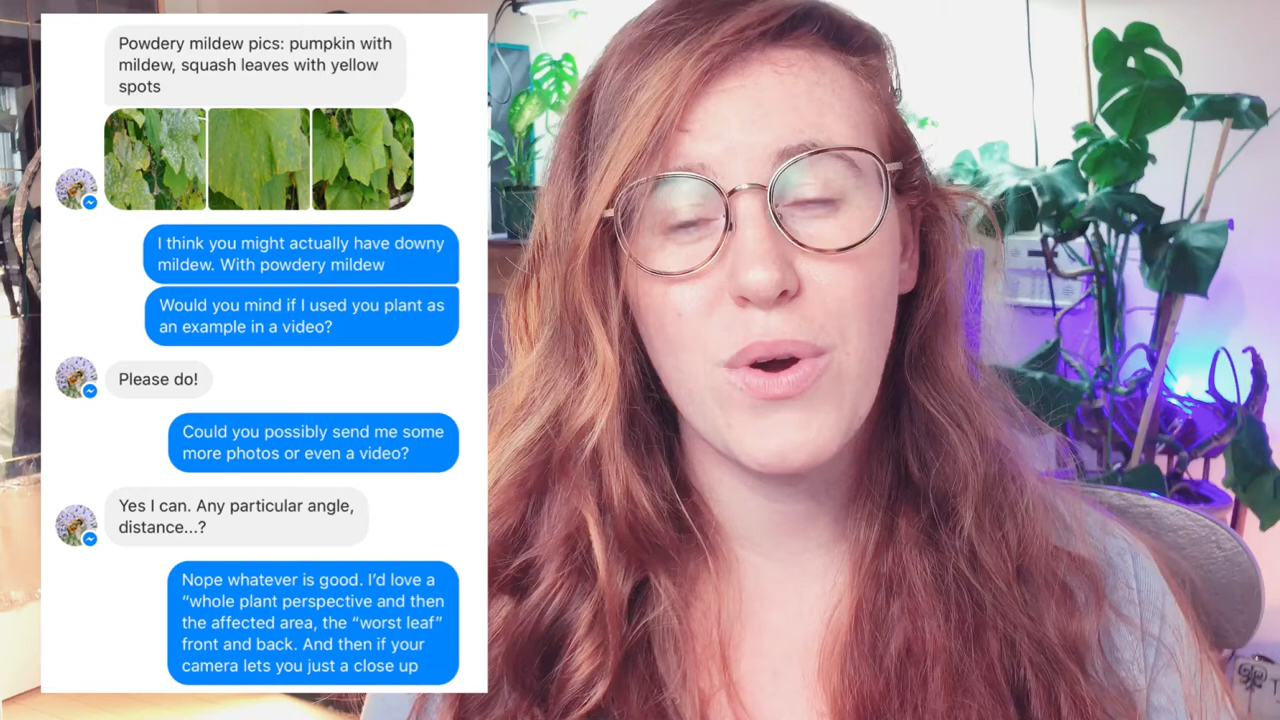 Powdery mildew pics: pumpkin with
mildew, squash leaves with yellow
spots
I think you might actually have downy
mildew. With powdery mildew
Would you mind if I used you plant as
an example in a video?
Please do!
Could you possibly send me some
more photos or even a video?
Yes I can. Any particular angle,
distance...?
Nope whatever is good. I'd love a
“whole plant perspective and then
the affected area, the “worst leaf”
front and back. And then if your
camera lets you just a close up